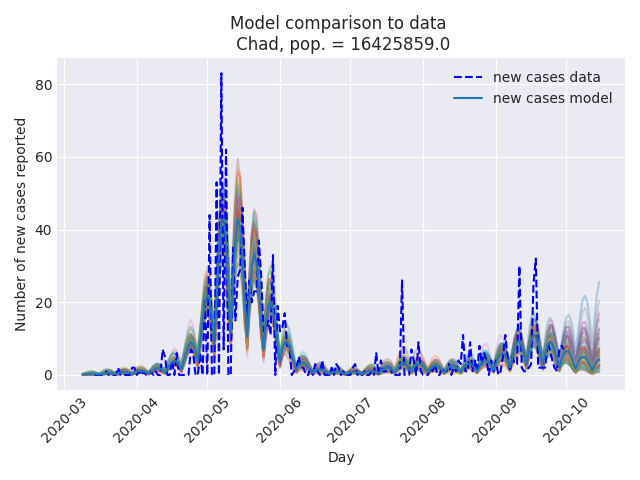 Model comparison to data
Chad, pop. = 16425859.0
new cases data
new cases model
Number of new cases reported
80
60
40
20
0
2020-03
2020-04
2020-05
2020-06
2020-07
2020-08
2020-09
2020-10
Day